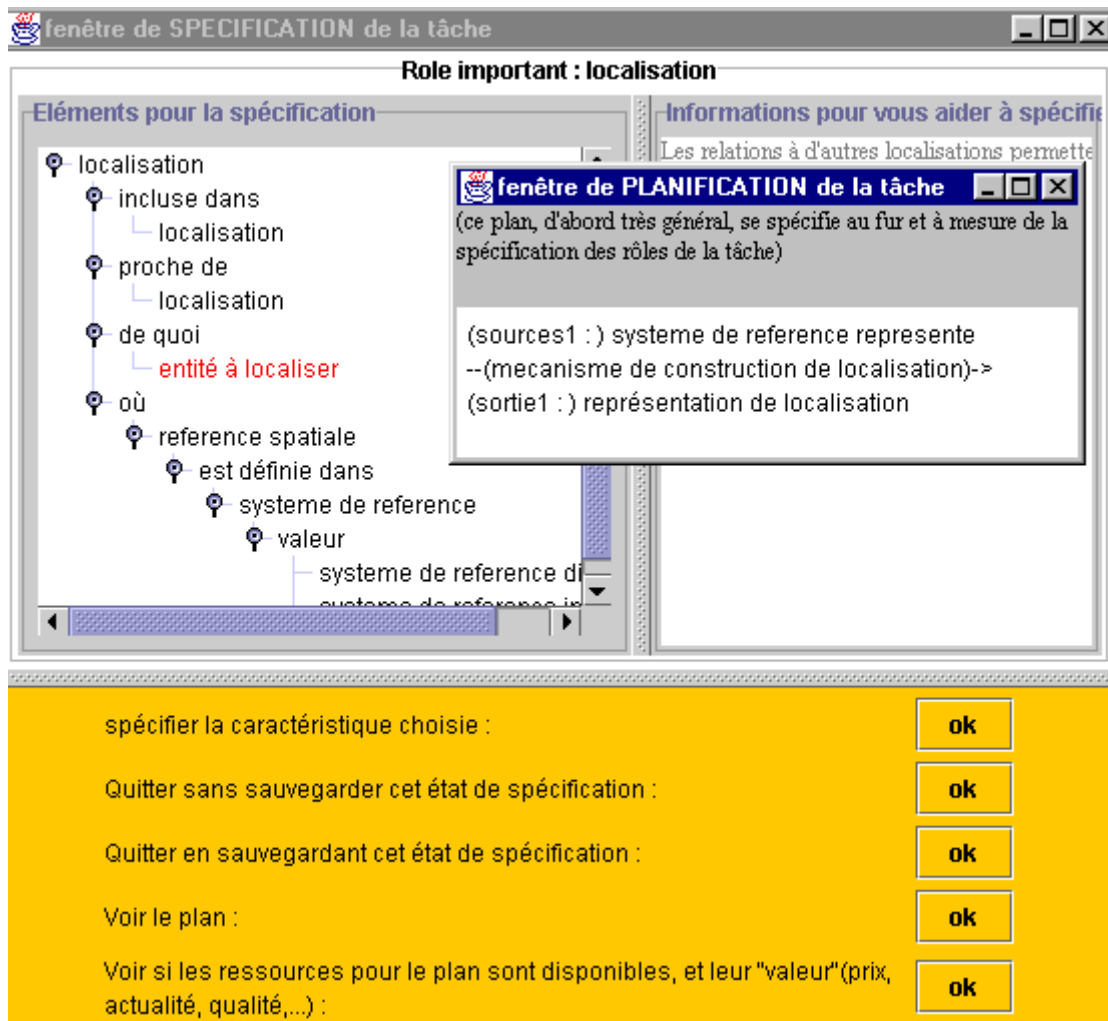 fenêtre de SPECIFICATION de la tâche
Role important : localisation
Eléments pour la spécification
Informations pour vous aider à spécifie
localisation
incluse dans
localisation
proche de
localisation
de quoi
entité à localiser
où
reference spatiale
est définie dans
systeme de reference
valeur
systeme de reference di
systeme de reference in
Les relations à d'autres localisations permette
fenêtre de PLANIFICATION de la tâche
(ce plan, d'abord très général, se spécifie au fur et à mesure de la
spécification des rôles de la tâche)
(sources1 : ) systeme de reference represente
--(mecanisme de construction de localisation)->
(sortie1 : ) représentation de localisation
spécifier la caractéristique choisie : ok
Quitter sans sauvegarder cet état de spécification : ok
Quitter en sauvegardant cet état de spécification : ok
Voir le plan : ok
Voir si les ressources pour le plan sont disponibles, et leur "valeur"(prix,
actualité, qualité,...) : ok